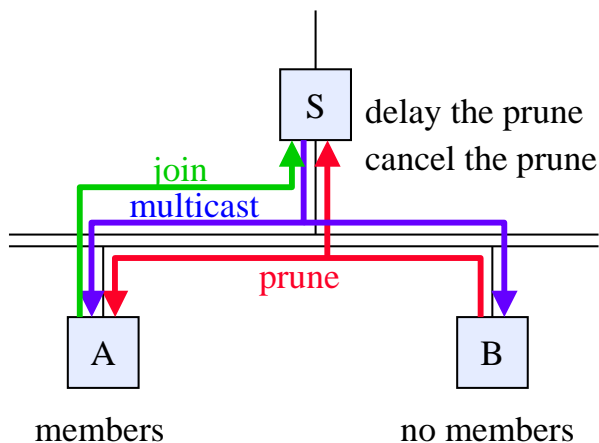 S
delay the prune
cancel the prune
join
multicast
prune
A
B
members
no members